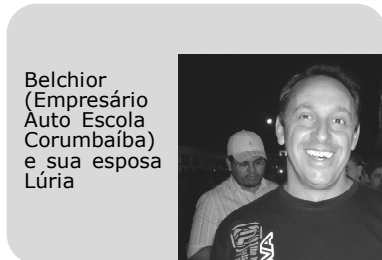 Belchior
(Empresário
Auto Escola
Corumbaíba)
e sua esposa
Lúria